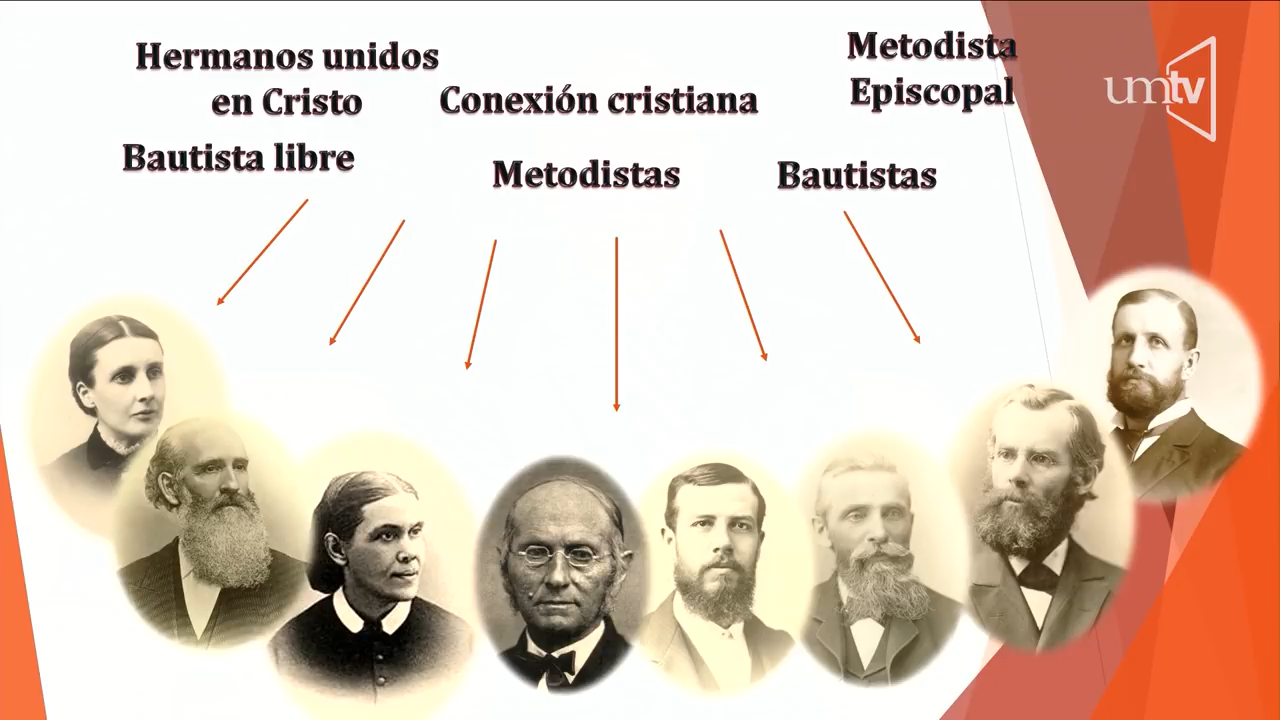 Hermanos unidos
en Cristo
Bautista libre
Conexión cristiana
Metodistas
Metodista
Episcopal
Bautistas
umtv